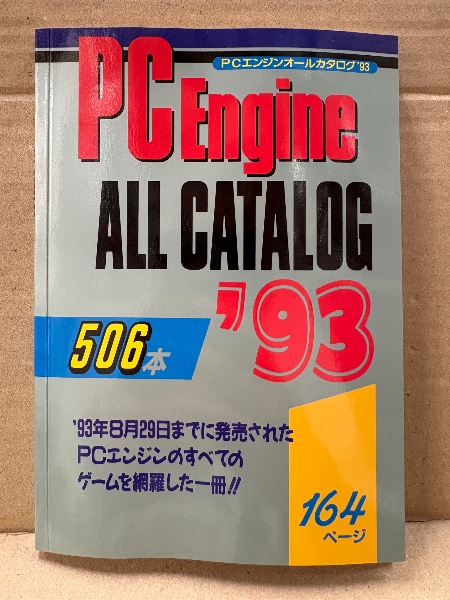 PCエンジンオールカタログ'93
PC Engine
ALL CATALOG
'93
506本
'93年8月29日までに発売された
PCエンジンのすべての
ゲームを網羅した一冊!!
164
ページ